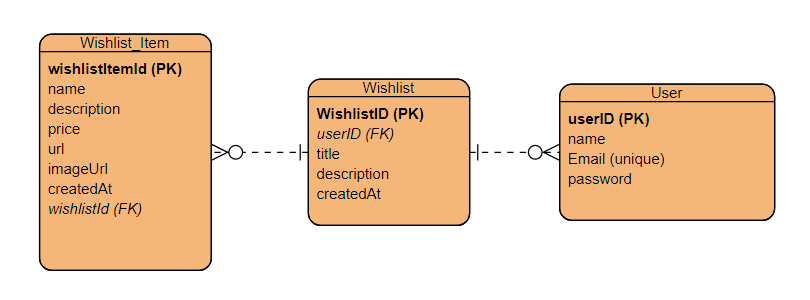 Wishlist_Item
wishlistItemId (PK)
name
description
price
url
imageUrl
createdAt
wishlistId (FK)
Wishlist
WishlistID (PK)
userID (FK)
title
description
createdAt
User
userID (PK)
name
Email (unique)
password